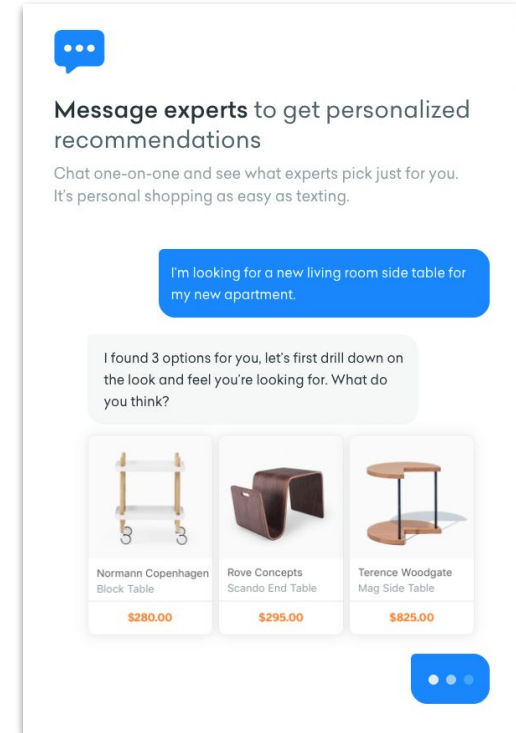 Message experts to get personalized
recommendations
Chat one-on-one and see what experts pick just for you.
It's personal shopping as easy as texting.
I'm looking for a new living room side table for
my new apartment.
I found 3 options for you, let's first drill down on
the look and feel you're looking for. What do
you think?
Normann Copenhagen
Block Table
$280.00
Rove Concepts
Scando End Table
$295.00
Terence Woodgate
Mag Side Table
$825.00